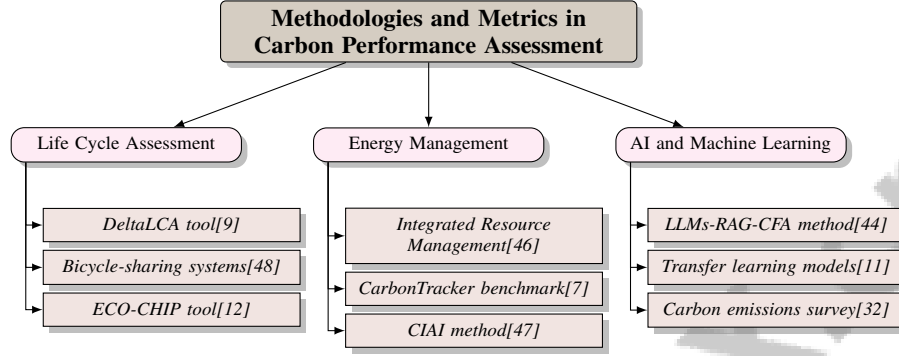 Methodologies and Metrics in
Carbon Performance Assessment
Life Cycle Assessment
DeltaLCA tool[9]
Bicycle-sharing systems[48]
ECO-CHIP tool[12]
Energy Management
Integrated Resource
Management[46]
CarbonTracker benchmark[7]
CIAI method[47]
AI and Machine Learning
LLMs-RAG-CFA method[44]
Transfer learning models[11]
Carbon emissions survey[32]